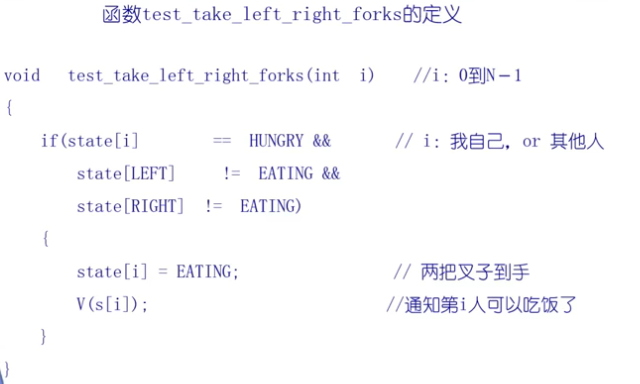 函数test_take_left_right_forks的定义
void test_take_left_right_forks(int i) //i: 0到N-1
{
if(state[i] == HUNGRY && // i: 我自己, or 其他人
state[LEFT] != EATING &&
state[RIGHT] != EATING)
{
state[i] = EATING; // 两把叉子到手
V(s[i]); //通知第i人可以吃饭了
}
}